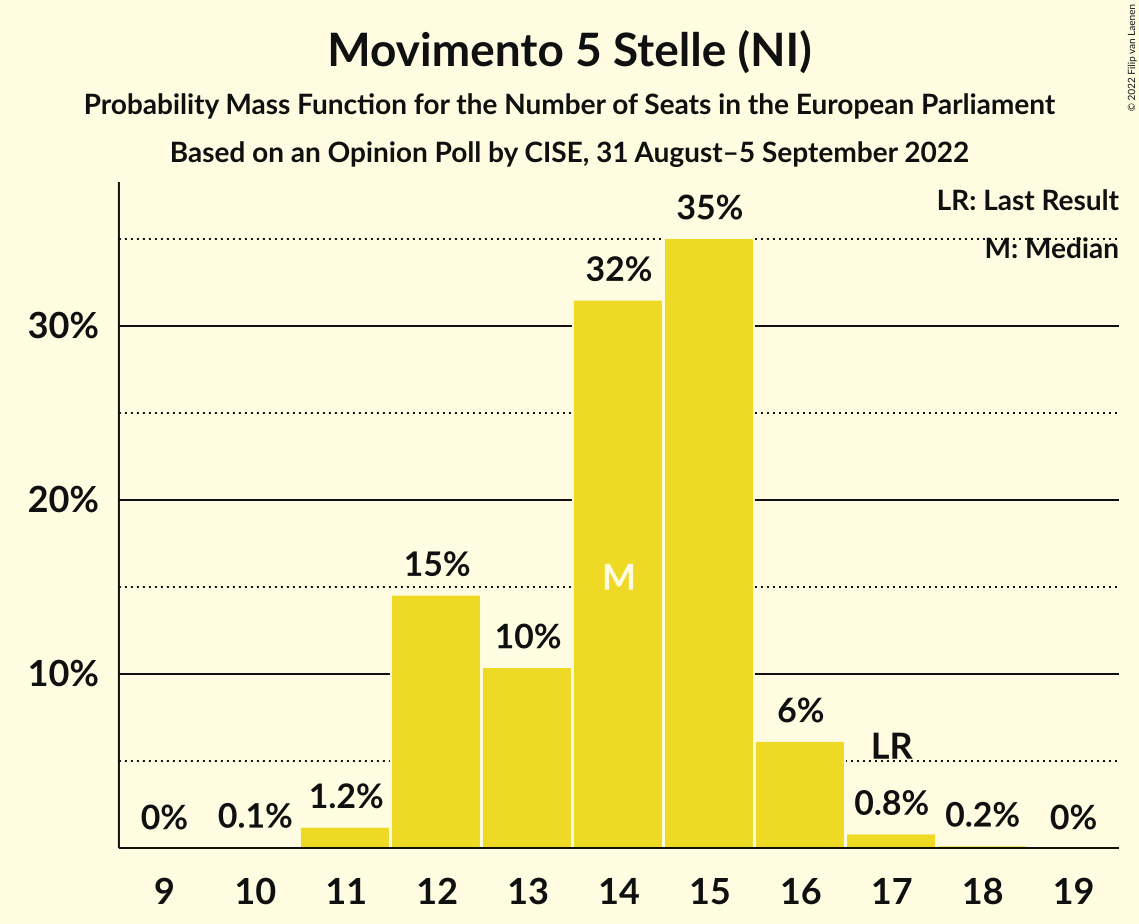 Movimento 5 Stelle (NI)
Probability Mass Function for the Number of Seats in the European Parliament
Based on an Opinion Poll by CISE, 31 August–5 September 2022
© 2022 Filip van Laenen
LR: Last Result
M: Median
35%
32%
30%
20%
15%
M
10%
10%
6%
LR
0%
0.1%
1.2%
0.8%
0.2%
0%
9 10 11 12 13 14 15 16 17 18 19